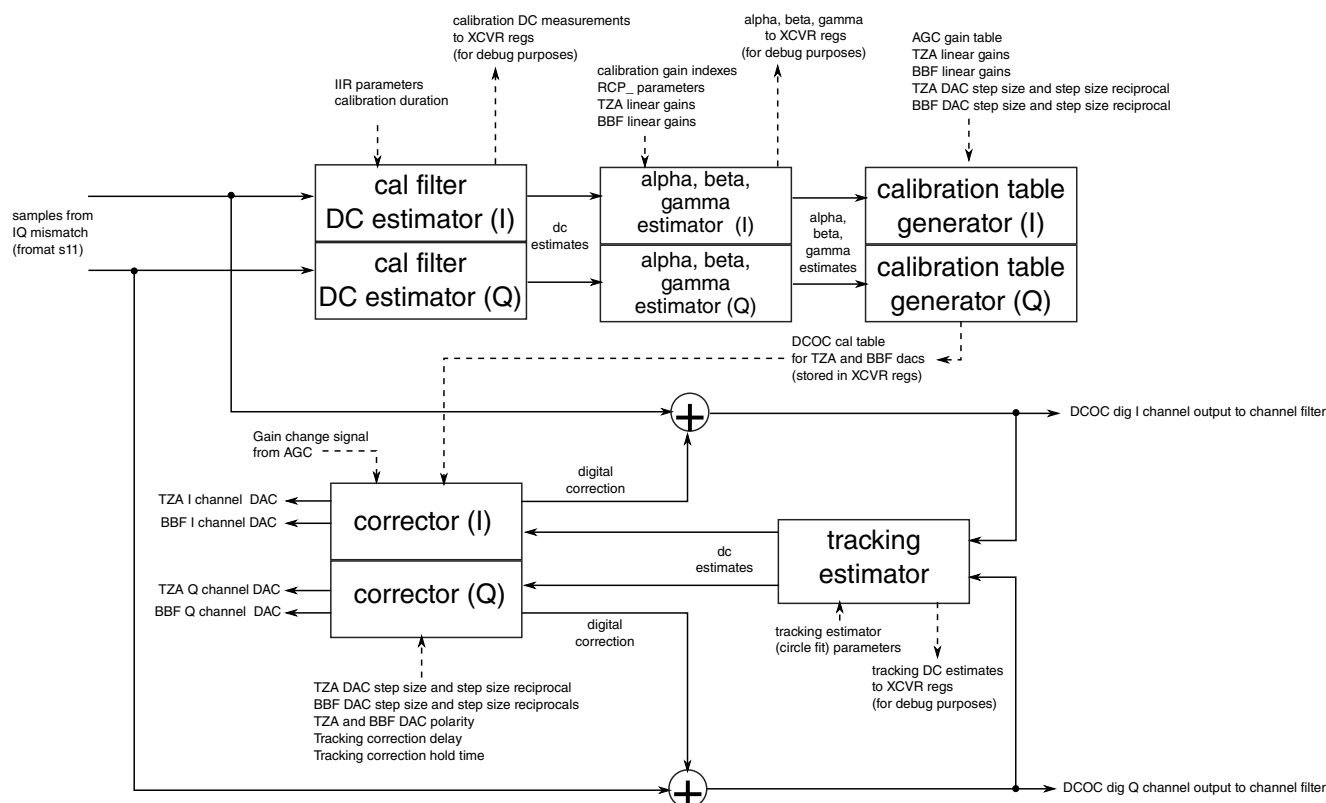 calibration DC measurements
to XCVR regs
(for debug purposes)
alpha, beta, gamma
to XCVR regs
(for debug purposes)
AGC gain table
TZA linear gains
BBF linear gains
TZA DAC step size and step size reciprocal
BBF DAC step size and step size reciprocal
IIR parameters
calibration duration
calibration gain indexes
RCP_ parameters
TZA linear gains
BBF linear gains
samples from
IQ mismatch
(fromat s11)
cal filter
DC estimator (I)
cal filter
DC estimator (Q)
dc
estimates
alpha, beta,
gamma
estimator (I)
alpha, beta,
gamma
estimator (Q)
alpha,
beta,
gamma
estimates
calibration table
generator (I)
calibration table
generator (Q)
DCOC cal table
for TZA and BBF dacs
(stored in XCVR regs)
+
DCOC dig I channel output to channel filter
Gain change signal
from AGC
digital
correction
TZA I channel DAC
BBF I channel DAC
corrector (I)
TZA Q channel DAC
BBF Q channel DAC
corrector (Q)
dc
estimates
tracking
estimator
digital
correction
tracking estimator
(circle fit) parameters
tracking DC estimates
to XCVR regs
(for debug purposes)
TZA DAC step size and step size reciprocal
BBF DAC step size and step size reciprocals
TZA and BBF DAC polarity
Tracking correction delay
Tracking correction hold time
+
DCOC dig Q channel output to channel filter